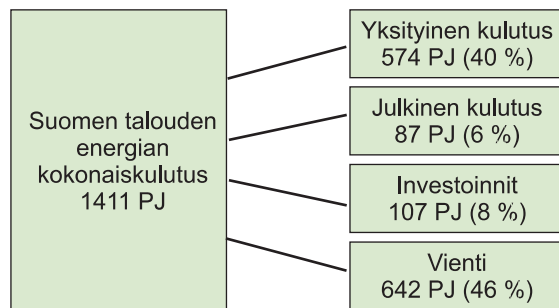 Suomen talouden
energian
kokonaiskulutus
1411 PJ
Yksityinen kulutus
574 PJ (40 %)
Julkinen kulutus
87 PJ (6 %)
Investoinnit
107 PJ (8 %)
Vienti
642 PJ (46 %)